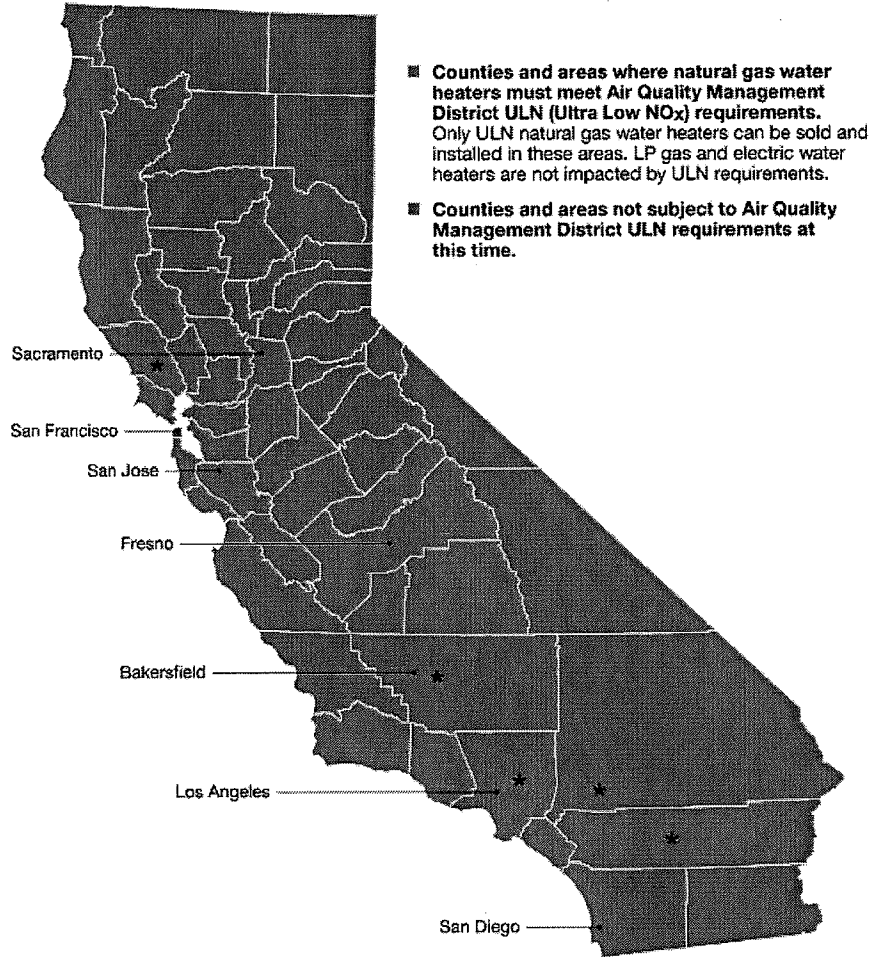 ■ Counties and areas where natural gas water
heaters must meet Air Quality Management
District ULN (Ultra Low NOx) requirements.
Only ULN natural gas water heaters can be sold and
installed in these areas. LP gas and electric water
heaters are not impacted by ULN requirements.
■ Counties and areas not subject to Air Quality
Management District ULN requirements at
this time.
Sacramento
San Francisco
San Jose
Fresno
Bakersfield
Los Angeles
San Diego